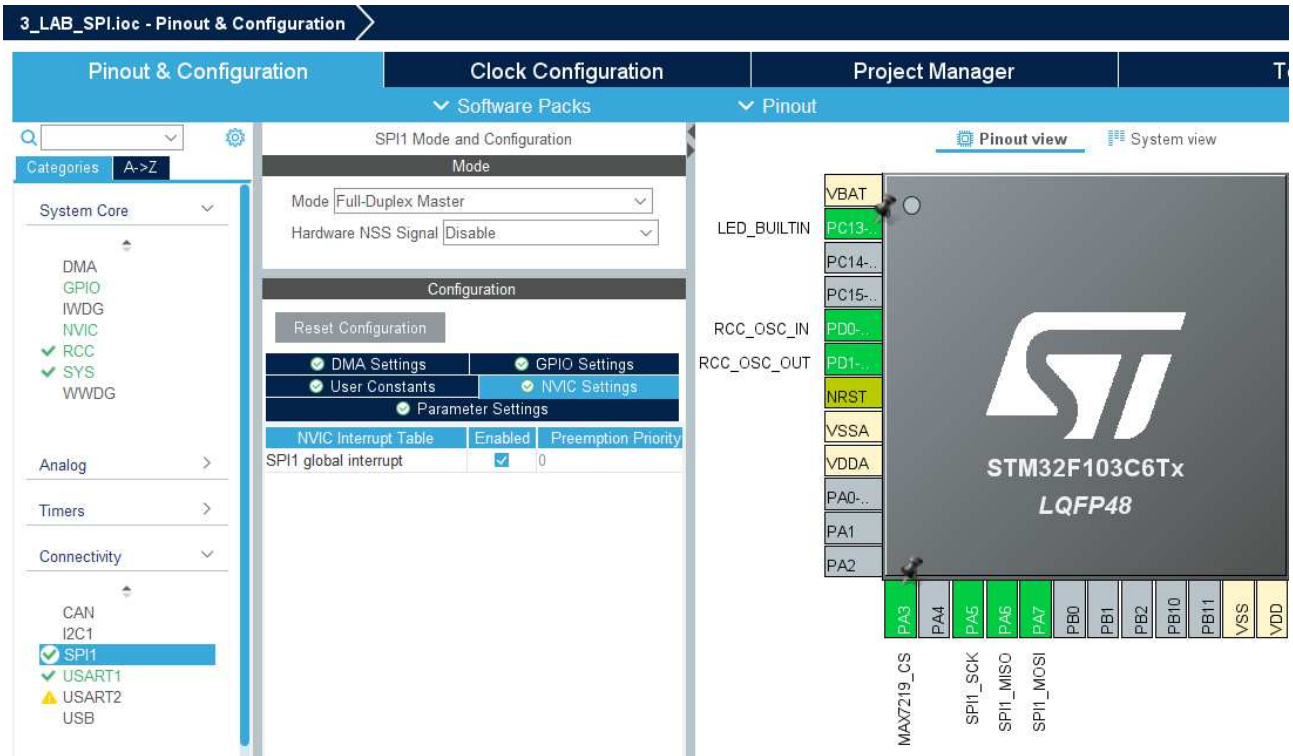 3_LAB_SPI.ioc - Pinout & Configuration
Pinout & Configuration
Clock Configuration
Project Manager
To
Software Packs
Pinout
Categories
A->Z
System Core
DMA
GPIO
IWDG
NVIC
RCC
SYS
WWDG
Analog
Timers
Connectivity
CAN
I2C1
SPI1
USART1
USART2
USB
SPI1 Mode and Configuration
Mode
Mode Full-Duplex Master
Hardware NSS Signal Disable
Configuration
Reset Configuration
DMA Settings
GPIO Settings
User Constants
NVIC Settings
Parameter Settings
NVIC Interrupt Table
Enabled
Preemption Priority
SPI1 global interrupt
0
Pinout view
System view
VBAT
LED_BUILTIN PC13-..
PC14-..
PC15-..
RCC_OSC_IN PD0-..
RCC_OSC_OUT PD1-..
NRST
VSSA
VDDA
PA0-..
PA1
PA2
STM32F103C6Tx
LQFP48
PA3
PA4
PA5
PA6
PA7
PB0
PB1
PB2
PB10
PB11
VSS
VDD
MAX7219_CS
SPI1_SCK
SPI1_MISO
SPI1_MOSI